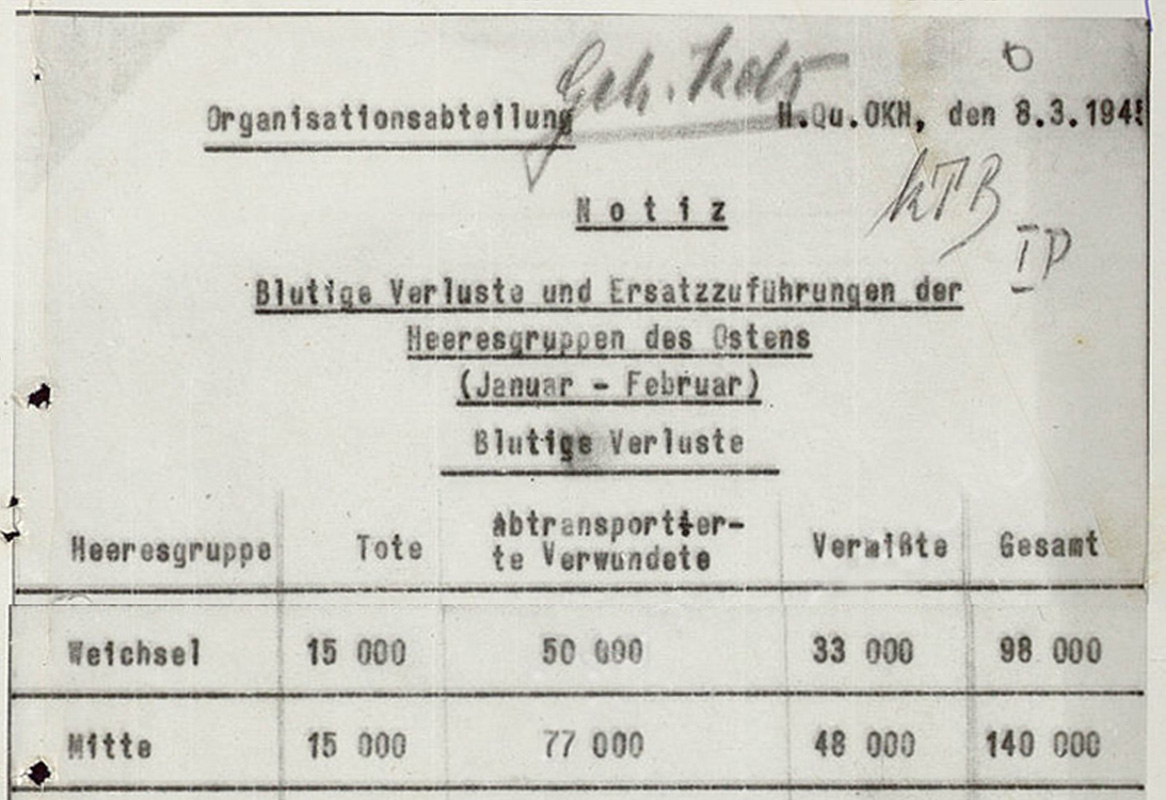 Geh. Kdos
Organisationsabteilung H.Qu.OKH, den 8.3.1945
KTB
N o t i z
IP
Blutige Verluste und Ersatzzuführungen der
Heeresgruppen des Ostens
(Januar - Februar)
Blutige Verluste
Heeresgruppe Tote Abtransportier- Vermißte Gesamt
te Verwundete
Weichsel 15 000 50 000 33 000 98 000
Mitte 15 000 77 000 48 000 140 000